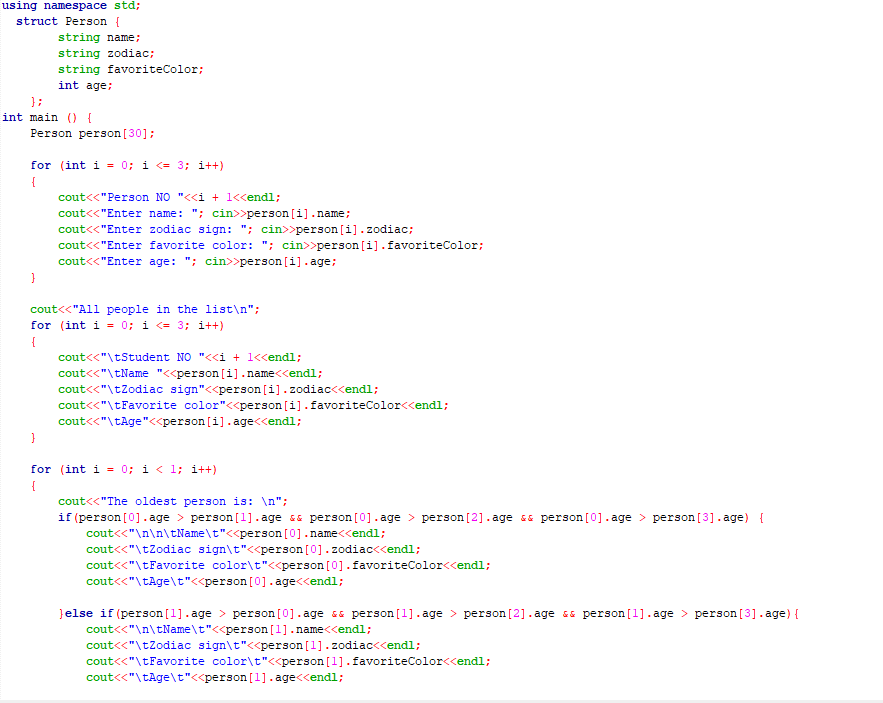 using namespace std;
struct Person {
string name;
string zodiac;
string favoriteColor;
int age;
};
int main () {
Person person[30];
for (int i = 0; i <= 3; i++)
{
cout<<"Person NO "<<i + 1<<endl;
cout<<"Enter name: "; cin>>person[i].name;
cout<<"Enter zodiac sign: "; cin>>person[i].zodiac;
cout<<"Enter favorite color: "; cin>>person[i].favoriteColor;
cout<<"Enter age: "; cin>>person[i].age;
}
cout<<"All people in the list\n";
for (int i = 0; i <= 3; i++)
{
cout<<"\tStudent NO "<<i + 1<<endl;
cout<<"\tName "<<person[i].name<<endl;
cout<<"\tZodiac sign"<<person[i].zodiac<<endl;
cout<<"\tFavorite color"<<person[i].favoriteColor<<endl;
cout<<"\tAge"<<person[i].age<<endl;
}
for (int i = 0; i < 1; i++)
{
cout<<"The oldest person is: \n";
if(person[0].age > person[1].age && person[0].age > person[2].age && person[0].age > person[3].age) {
cout<<"\n\n\tName\t"<<person[0].name<<endl;
cout<<"\tZodiac sign\t"<<person[0].zodiac<<endl;
cout<<"\tFavorite color\t"<<person[0].favoriteColor<<endl;
cout<<"\tAge\t"<<person[0].age<<endl;
}else if(person[1].age > person[0].age && person[1].age > person[2].age && person[1].age > person[3].age){
cout<<"\n\tName\t"<<person[1].name<<endl;
cout<<"\tZodiac sign\t"<<person[1].zodiac<<endl;
cout<<"\tFavorite color\t"<<person[1].favoriteColor<<endl;
cout<<"\tAge\t"<<person[1].age<<endl;